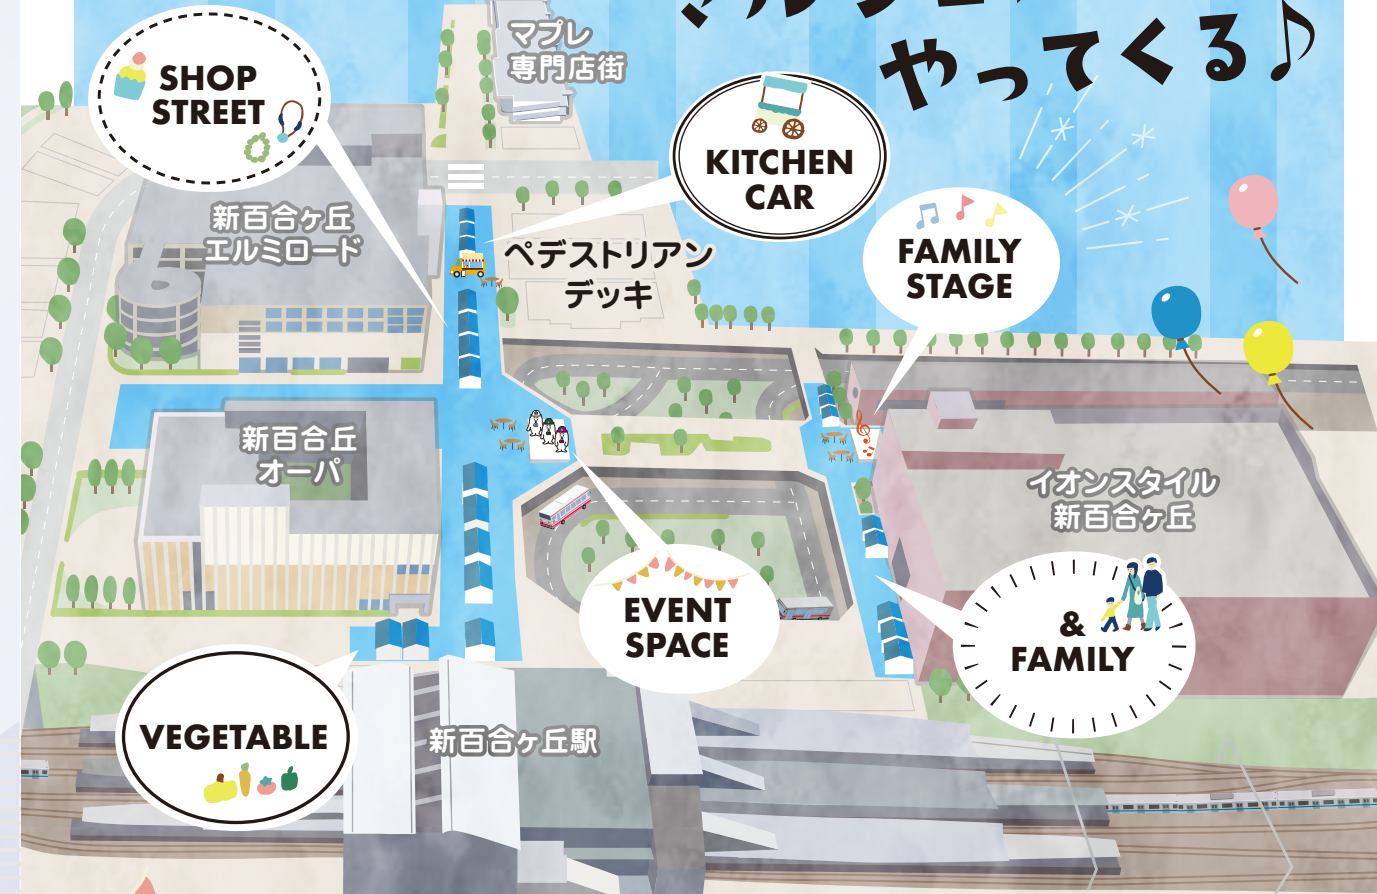 やってくる♪
マプレ
専門店街
SHOP
STREET
KITCHEN
CAR
新百合ヶ丘
エルミロード
ペデストリアン
デッキ
FAMILY
STAGE
新百合丘
オーパ
イオンスタイル
新百合ヶ丘
EVENT
SPACE
&
FAMILY
VEGETABLE
新百合ヶ丘駅